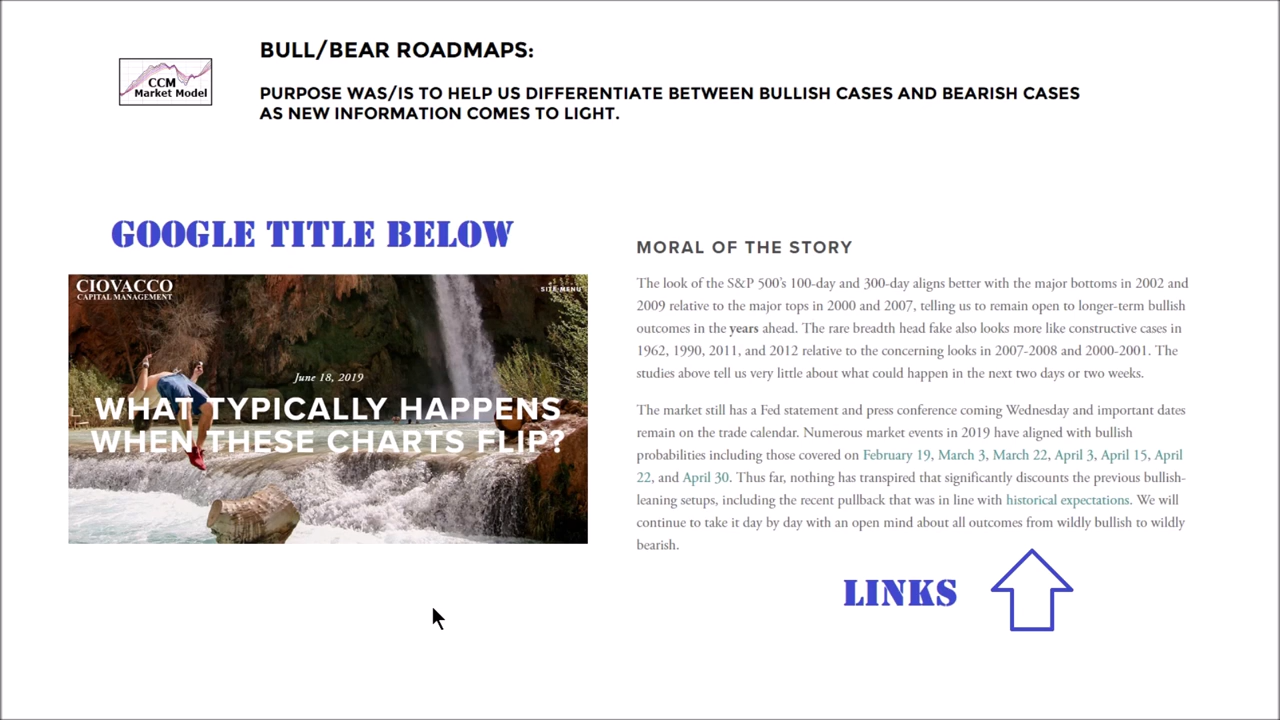 BULL/BEAR ROADMAPS:
CCM
Market Model
PURPOSE WAS/IS TO HELP US DIFFERENTIATE BETWEEN BULLISH CASES AND BEARISH CASES
AS NEW INFORMATION COMES TO LIGHT.
GOOGLE TITLE BELOW
CIOVACCO
CAPITAL MANAGEMENT
SITE MENU
June 18, 2019
WHAT TYPICALLY HAPPENS
WHEN THESE CHARTS FLIP?
MORAL OF THE STORY
The look of the S&P 500's 100-day and 300-day aligns better with the major bottoms in 2002 and
2009 relative to the major tops in 2000 and 2007, telling us to remain open to longer-term bullish
outcomes in the years ahead. The rare breadth head fake also looks more like constructive cases in
1962, 1990, 2011, and 2012 relative to the concerning looks in 2007-2008 and 2000-2001. The
studies above tell us very little about what could happen in the next two days or two weeks.
The market still has a Fed statement and press conference coming Wednesday and important dates
remain on the trade calendar. Numerous market events in 2019 have aligned with bullish
probabilities including those covered on February 19, March 3, March 22, April 3, April 15, April
22, and April 30. Thus far, nothing has transpired that significantly discounts the previous bullish-
leaning setups, including the recent pullback that was in line with historical expectations. We will
continue to take it day by day with an open mind about all outcomes from wildly bullish to wildly
bearish.
LINKS